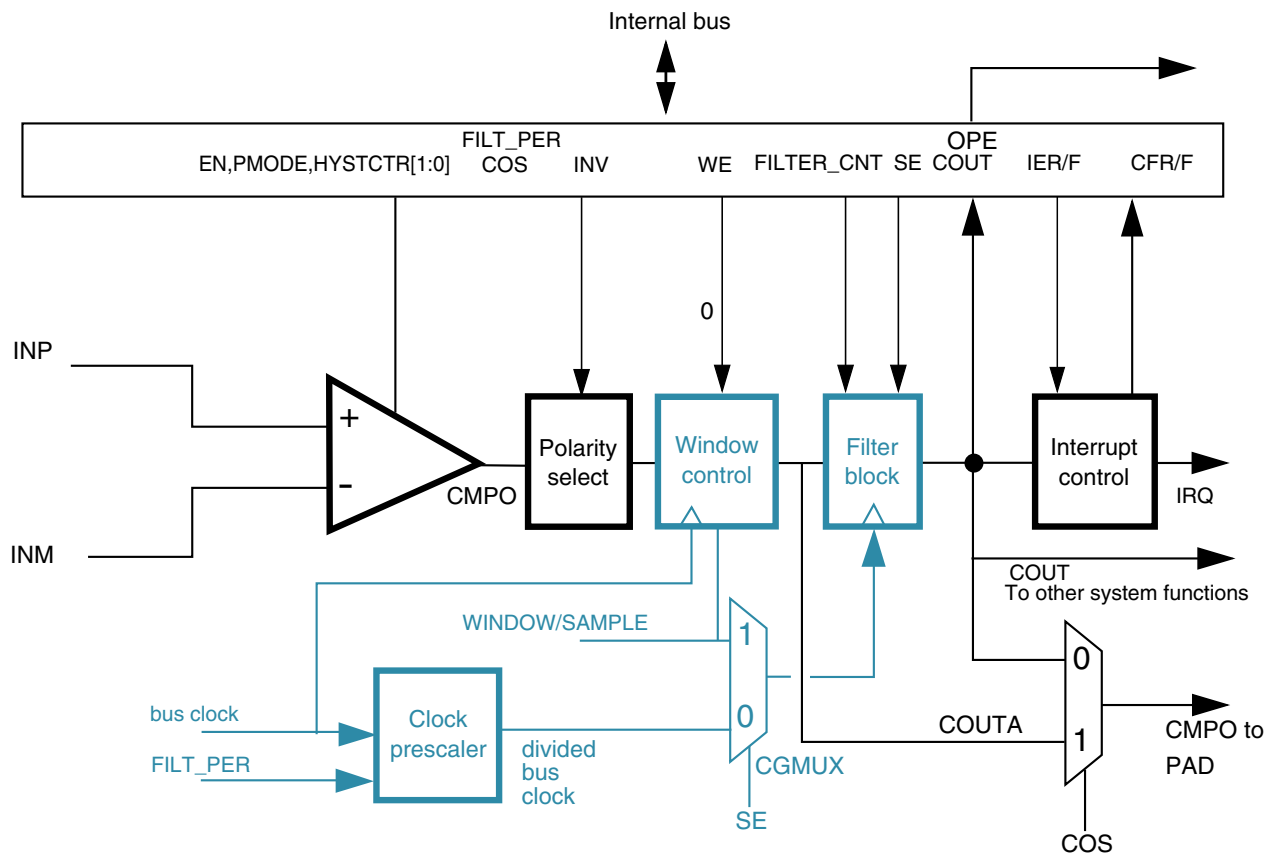 Internal bus
FILT_PER
OPE
EN,PMODE,HYSTCTR[1:0]
COS
INV
WE
FILTER_CNT
SE
COUT
IER/F
CFR/F
0
INP
+
-
INM
CMPO
Polarity
select
Window
control
Filter
block
Interrupt
control
IRQ
COUT
To other system functions
WINDOW/SAMPLE
1
0
CGMUX
SE
bus clock
FILT_PER
Clock
prescaler
divided
bus
clock
COUTA
0
1
CMPO to
PAD
COS